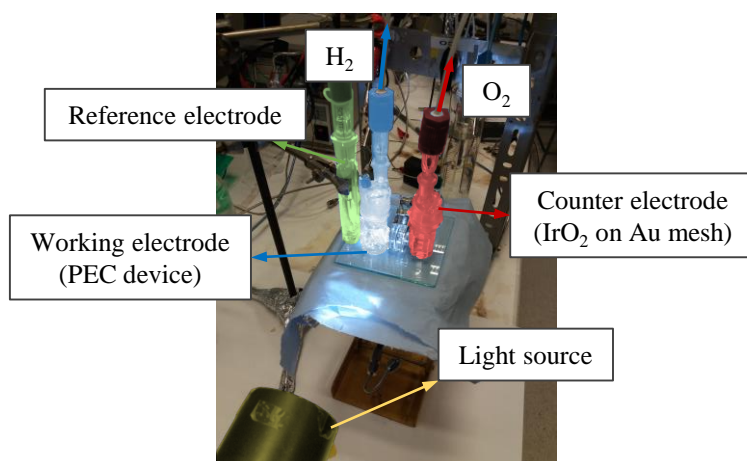 H₂
O₂
Reference electrode
Counter electrode
(IrO₂ on Au mesh)
Working electrode
(PEC device)
Light source